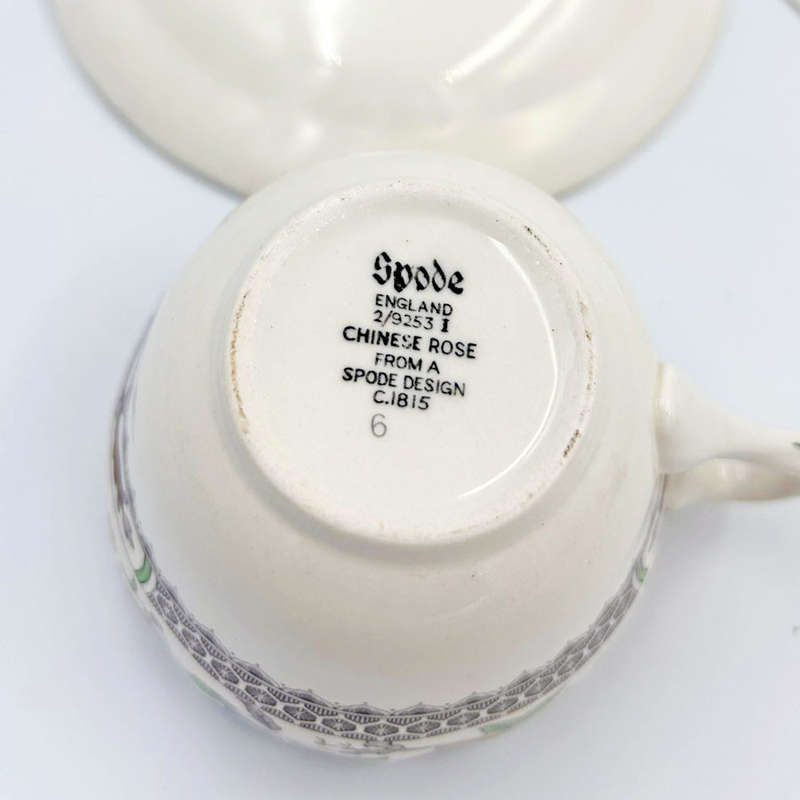 Spode
ENGLAND
2/9253 I
CHINESE ROSE
FROM A
SPODE DESIGN
C.1815
6